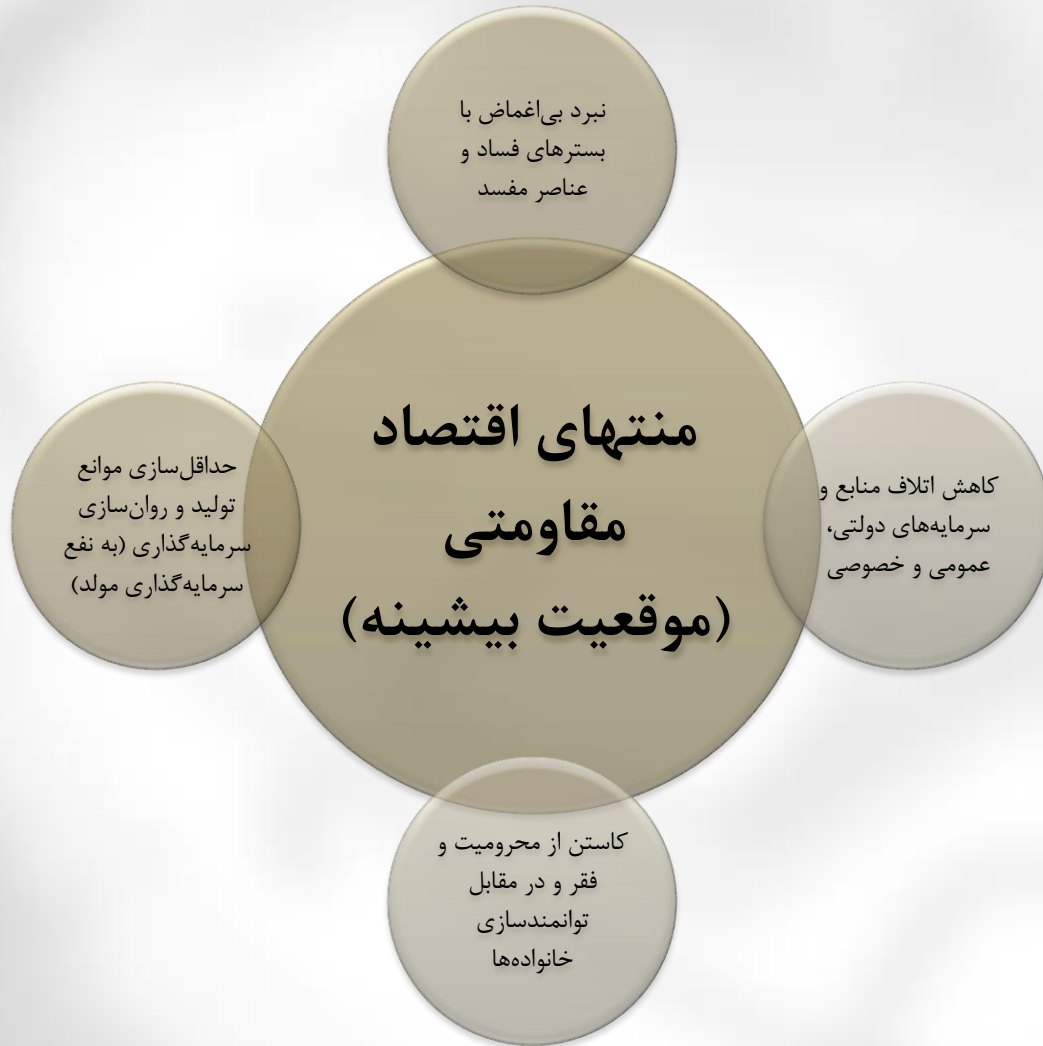 نبرد بی‌اغماض با
بسترهای فساد و
عناصر مفسد
منتهای اقتصاد
مقاومتی
(موقعیت بیشینه)
کاهش اتلاف منابع و
سرمایه‌های دولتی،
عمومی و خصوصی
کاستن از محرومیت و
فقر و در مقابل
توانمندسازی
خانواده‌ها
حداقل‌سازی موانع
تولید و روان‌سازی
سرمایه‌گذاری (به نفع
سرمایه‌گذاری مولد)